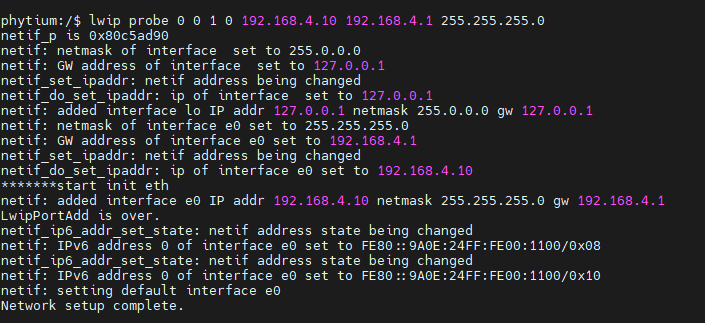 phytium:/$ lwip probe 0 0 1 0 192.168.4.10 192.168.4.1 255.255.255.0
netif_p is 0x80c5ad90
netif: netmask of interface  set to 255.0.0.0
netif: GW address of interface  set to 127.0.0.1
netif_set_ipaddr: netif address being changed
netif_do_set_ipaddr: ip of interface  set to 127.0.0.1
netif: added interface lo IP addr 127.0.0.1 netmask 255.0.0.0 gw 127.0.0.1
netif: netmask of interface e0 set to 255.255.255.0
netif: GW address of interface e0 set to 192.168.4.1
netif_set_ipaddr: netif address being changed
netif_do_set_ipaddr: ip of interface e0 set to 192.168.4.10
*******start init eth
netif: added interface e0 IP addr 192.168.4.10 netmask 255.255.255.0 gw 192.168.4.1
LwipPortAdd is over.
netif_ip6_addr_set_state: netif address state being changed
netif: IPv6 address 0 of interface e0 set to FE80::9A0E:24FF:FE00:1100/0x08
netif_ip6_addr_set_state: netif address state being changed
netif: IPv6 address 0 of interface e0 set to FE80::9A0E:24FF:FE00:1100/0x10
netif: setting default interface e0
Network setup complete.